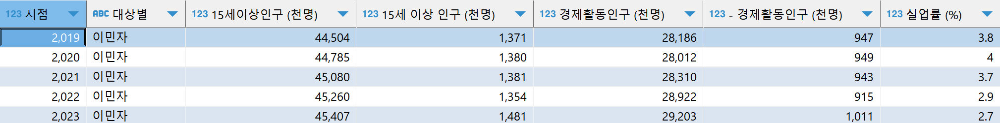 123 시점 ABC 대상별 123 15세이상인구 (천명) 123 15세 이상 인구 (천명) 123 경제활동인구 (천명) 123 - 경제활동인구 (천명) 123 실업률 (%)
2,019 이민자 44,504 1,371 28,186 947 3.8
2,020 이민자 44,785 1,380 28,012 949 4
2,021 이민자 45,080 1,381 28,310 943 3.7
2,022 이민자 45,260 1,354 28,922 915 2.9
2,023 이민자 45,407 1,481 29,203 1,011 2.7